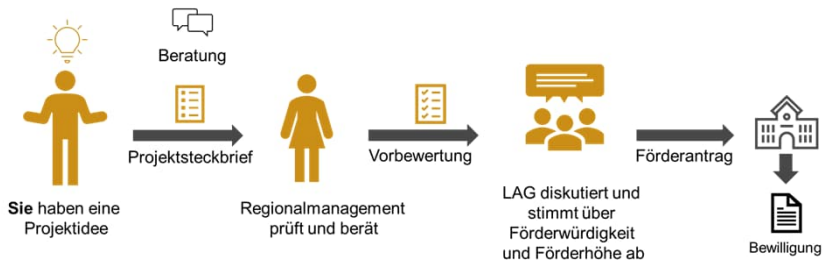 Beratung
Projektsteckbrief
Vorbewertung
Förderantrag
Sie haben eine
Projektidee
Regionalmanagement
prüft und berät
LAG diskutiert und
stimmt über
Förderwürdigkeit
und Förderhöhe ab
Bewilligung